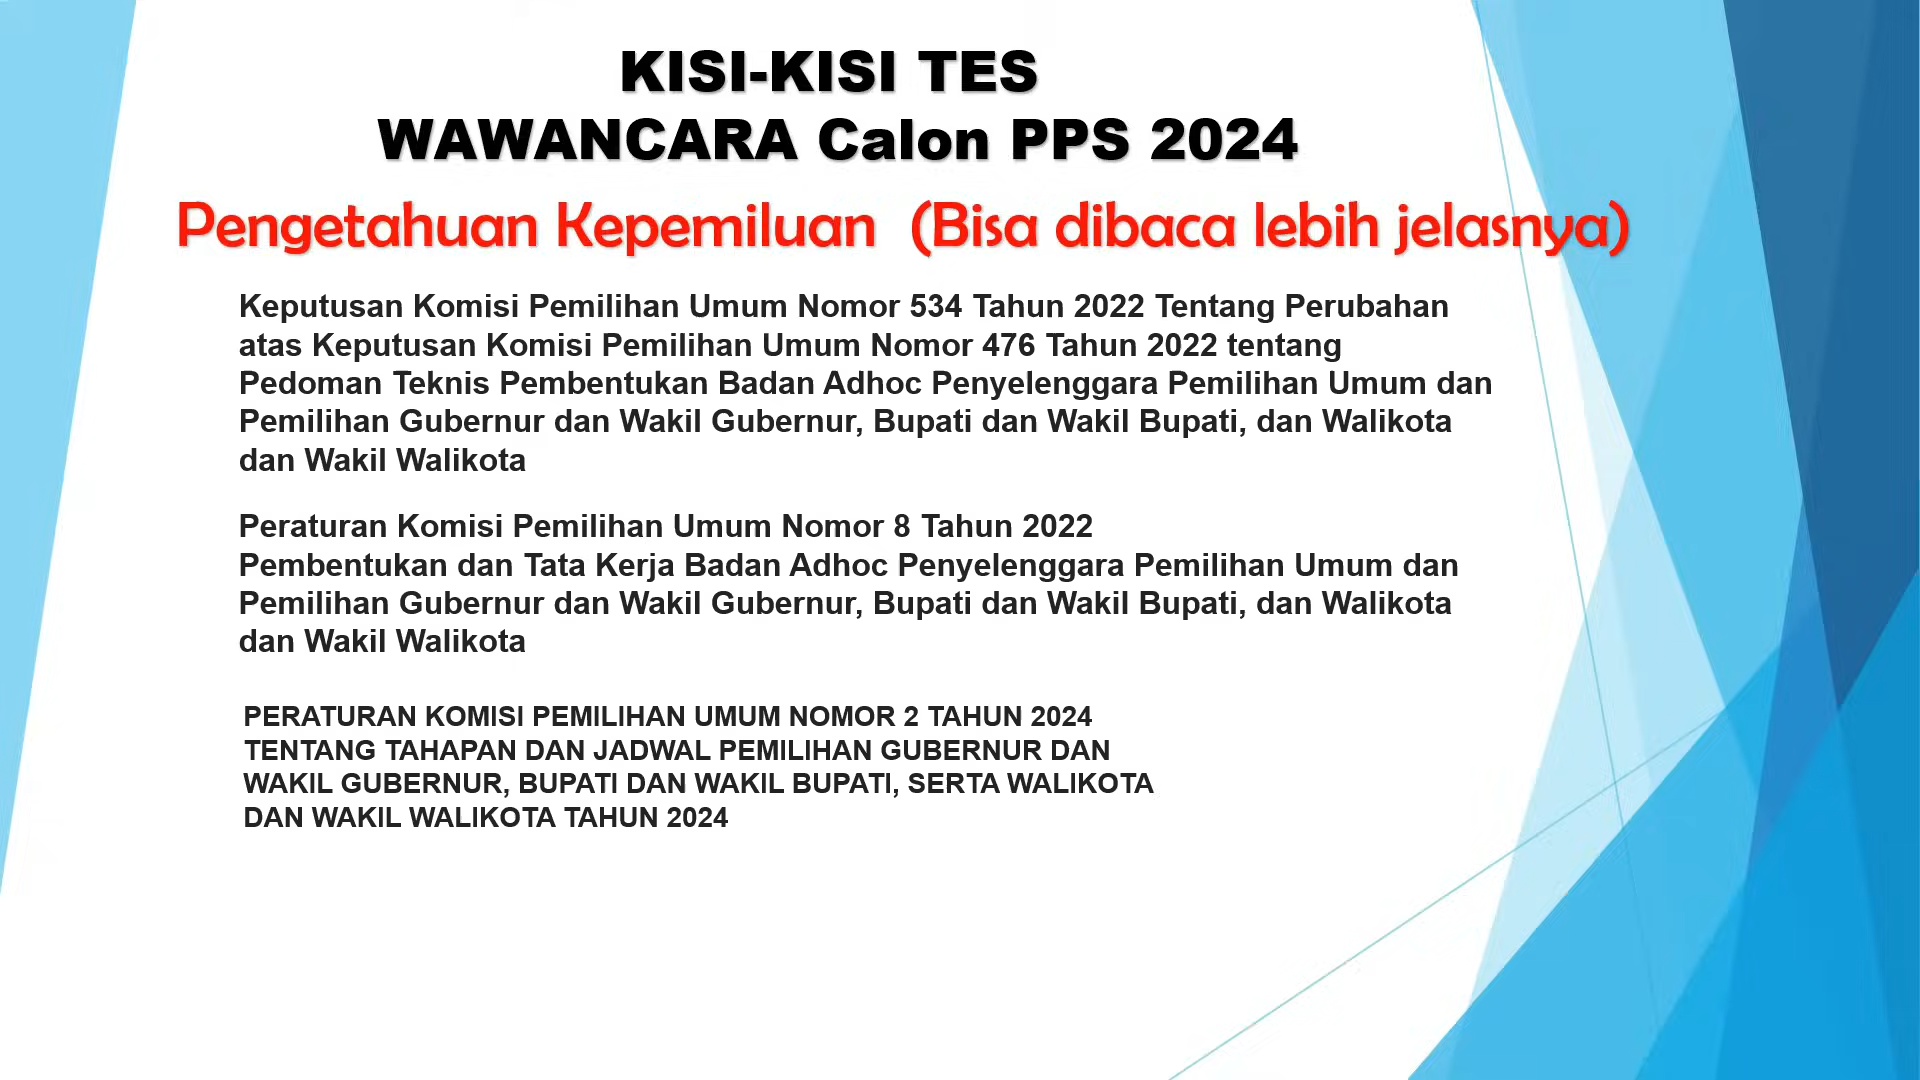 KISI-KISI TES
WAWANCARA Calon PPS 2024
Pengetahuan Kepemiluan (Bisa dibaca lebih jelasnya)
Keputusan Komisi Pemilihan Umum Nomor 534 Tahun 2022 Tentang Perubahan
atas Keputusan Komisi Pemilihan Umum Nomor 476 Tahun 2022 tentang
Pedoman Teknis Pembentukan Badan Adhoc Penyelenggara Pemilihan Umum dan
Pemilihan Gubernur dan Wakil Gubernur, Bupati dan Wakil Bupati, dan Walikota
dan Wakil Walikota
Peraturan Komisi Pemilihan Umum Nomor 8 Tahun 2022
Pembentukan dan Tata Kerja Badan Adhoc Penyelenggara Pemilihan Umum dan
Pemilihan Gubernur dan Wakil Gubernur, Bupati dan Wakil Bupati, dan Walikota
dan Wakil Walikota
PERATURAN KOMISI PEMILIHAN UMUM NOMOR 2 TAHUN 2024
TENTANG TAHAPAN DAN JADWAL PEMILIHAN GUBERNUR DAN
WAKIL GUBERNUR, BUPATI DAN WAKIL BUPATI, SERTA WALIKOTA
DAN WAKIL WALIKOTA TAHUN 2024